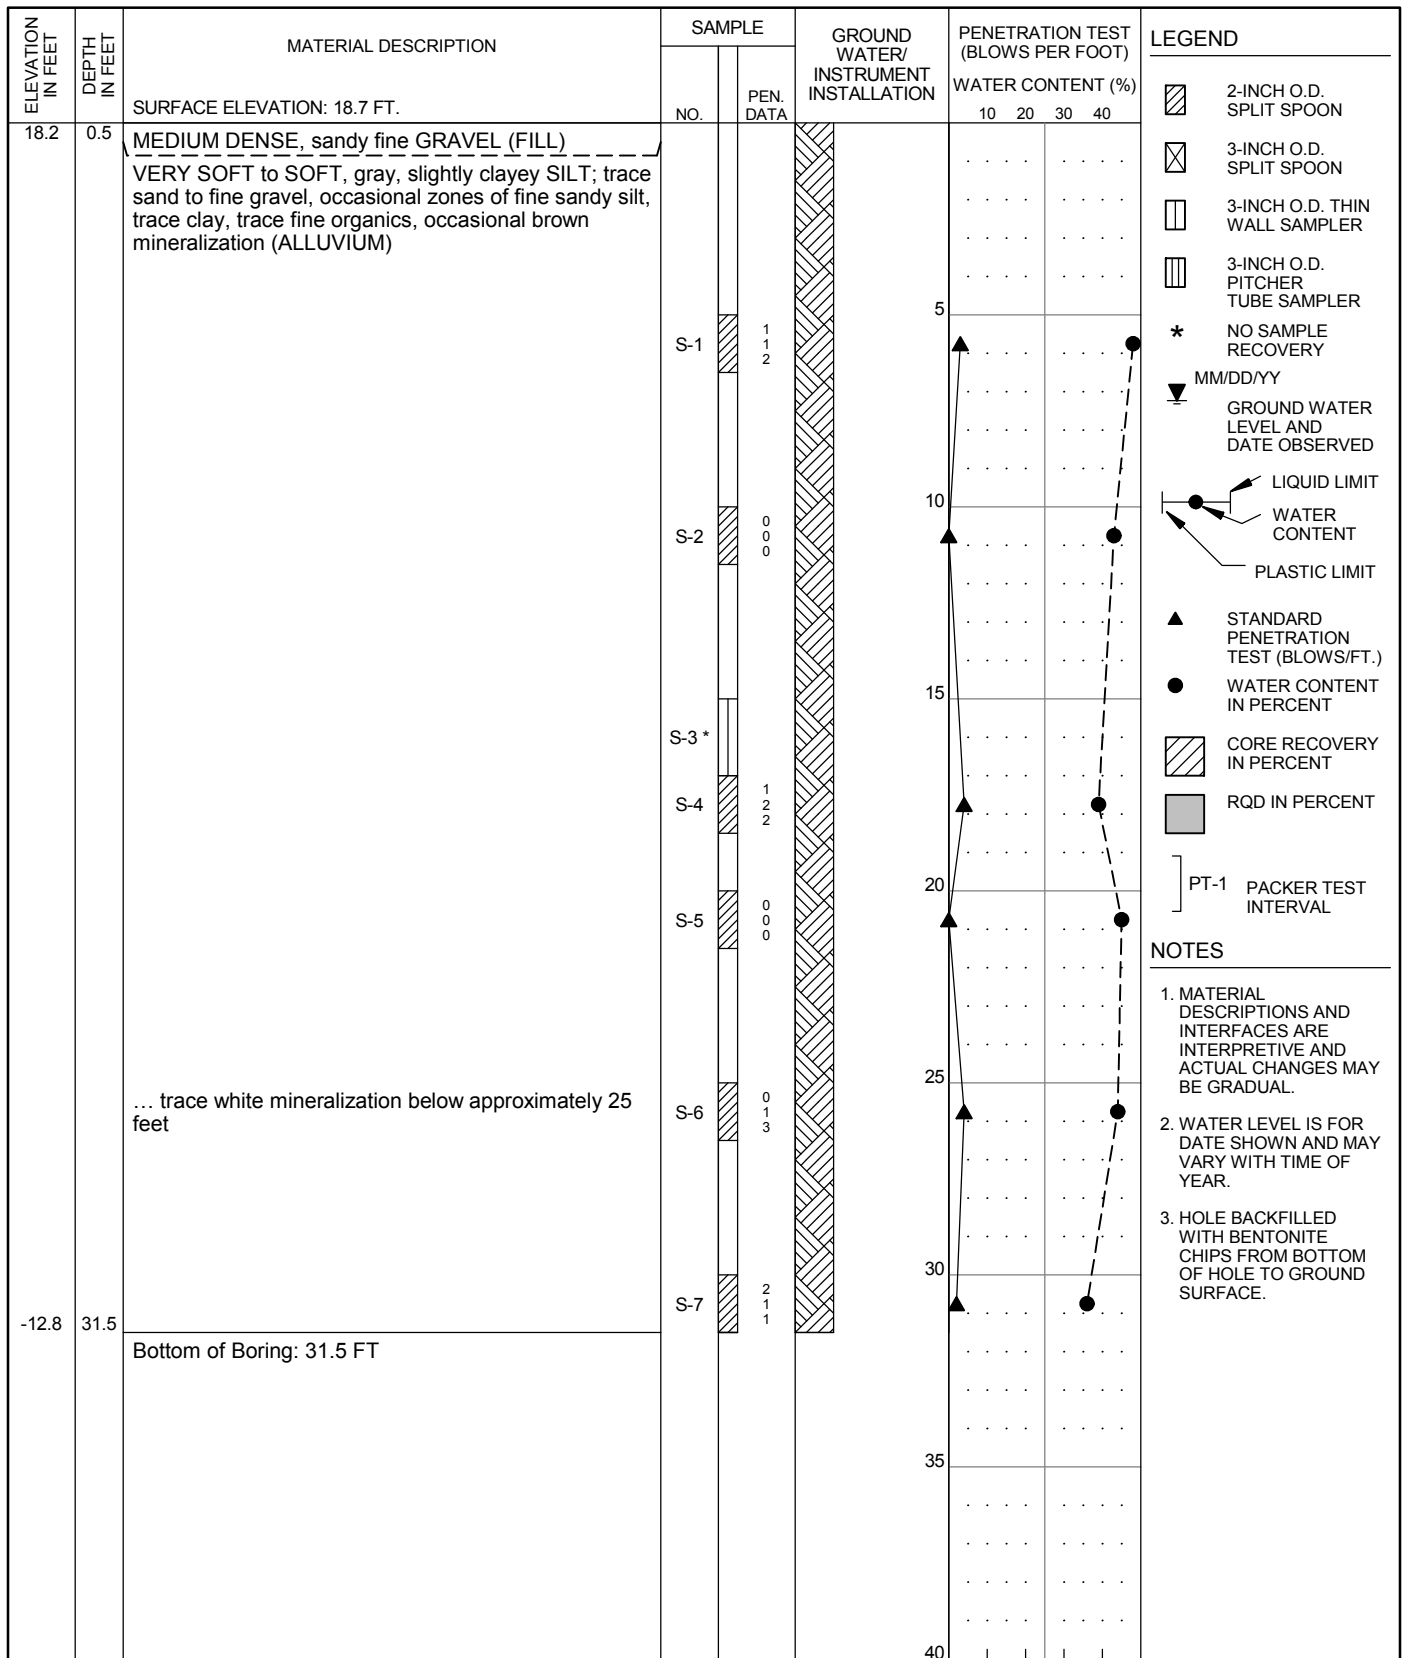 ELEVATION
IN FEET
DEPTH
IN FEET
MATERIAL DESCRIPTION
SURFACE ELEVATION: 18.7 FT.
SAMPLE
NO.
PEN.
DATA
GROUND
WATER/
INSTRUMENT
INSTALLATION
PENETRATION TEST
(BLOWS PER FOOT)
WATER CONTENT (%)
10 20 30 40
18.2 0.5
MEDIUM DENSE, sandy fine GRAVEL (FILL)
VERY SOFT to SOFT, gray, slightly clayey SILT; trace
sand to fine gravel, occasional zones of fine sandy silt,
trace clay, trace fine organics, occasional brown
mineralization (ALLUVIUM)
5
S-1
1
1
2
10
S-2
0
0
0
15
S-3 *
S-4
1
2
2
20
S-5
0
0
0
25
… trace white mineralization below approximately 25
feet
S-6
0
1
3
30
S-7
2
1
1
-12.8 31.5
Bottom of Boring: 31.5 FT
35
40
LEGEND
2-INCH O.D.
SPLIT SPOON
3-INCH O.D.
SPLIT SPOON
3-INCH O.D. THIN
WALL SAMPLER
3-INCH O.D.
PITCHER
TUBE SAMPLER
* NO SAMPLE
RECOVERY
MM/DD/YY
GROUND WATER
LEVEL AND
DATE OBSERVED
LIQUID LIMIT
WATER
CONTENT
PLASTIC LIMIT
STANDARD
PENETRATION
TEST (BLOWS/FT.)
WATER CONTENT
IN PERCENT
CORE RECOVERY
IN PERCENT
RQD IN PERCENT
PT-1 PACKER TEST
INTERVAL
NOTES
1. MATERIAL
DESCRIPTIONS AND
INTERFACES ARE
INTERPRETIVE AND
ACTUAL CHANGES MAY
BE GRADUAL.
2. WATER LEVEL IS FOR
DATE SHOWN AND MAY
VARY WITH TIME OF
YEAR.
3. HOLE BACKFILLED
WITH BENTONITE
CHIPS FROM BOTTOM
OF HOLE TO GROUND
SURFACE.